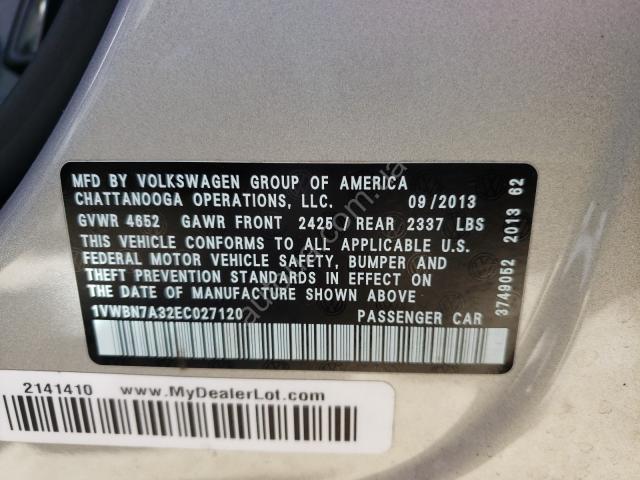 MFD BY VOLKSWAGEN GROUP OF AMERICA
CHATTANOOGA OPERATIONS, LLC. 09/2013
GVWR 4652 GAWR FRONT 2425 REAR 2337 LBS
THIS VEHICLE CONFORMS TO ALL APPLICABLE U.S.
FEDERAL MOTOR VEHICLE SAFETY, BUMPER AND
THEFT PREVENTION STANDARDS IN EFFECT ON
THE DATE OF MANUFACTURE SHOWN ABOVE
1VWBN7A32EC027120 PASSENGER CAR
3749052 2013 62
2141410 www.MyDealerLot.com